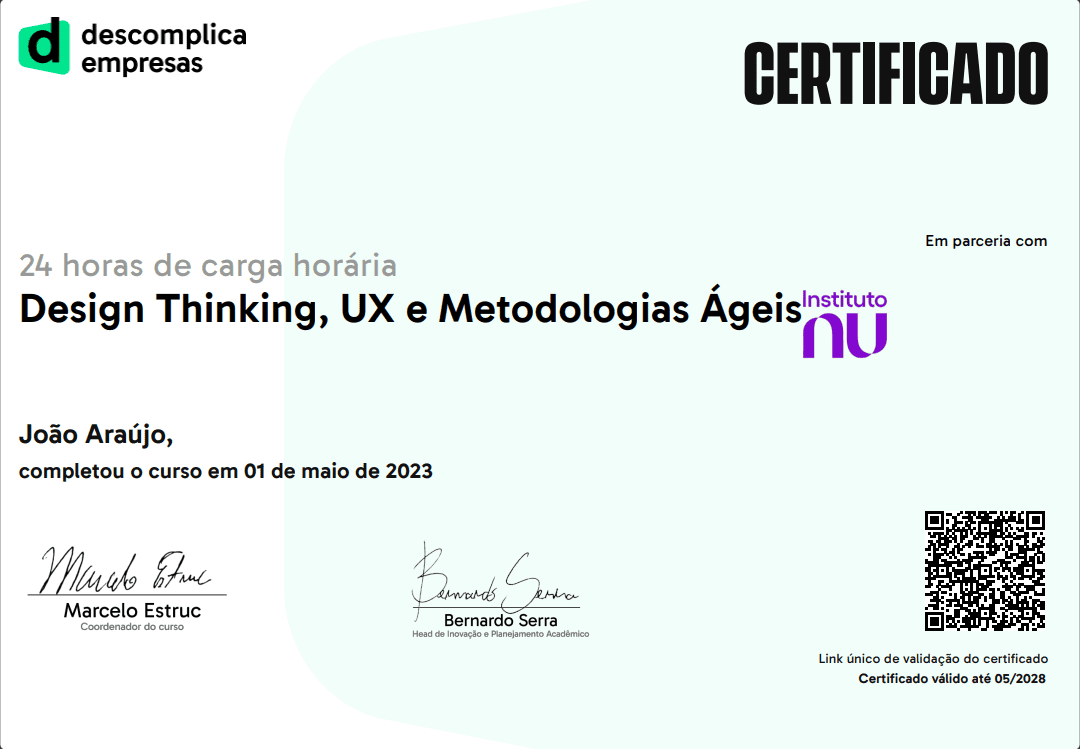 descomplica
empresas
CERTIFICADO
Em parceria com
24 horas de carga horária
Design Thinking, UX e Metodologias Ágeis
Instituto
nu
João Araújo,
completou o curso em 01 de maio de 2023
Marcelo Estruc
Marcelo Estruc
Coordenador do curso
Bernardo Serra
Bernardo Serra
Head de Inovação e Planejamento Acadêmico
Link único de validação do certificado
Certificado válido até 05/2028